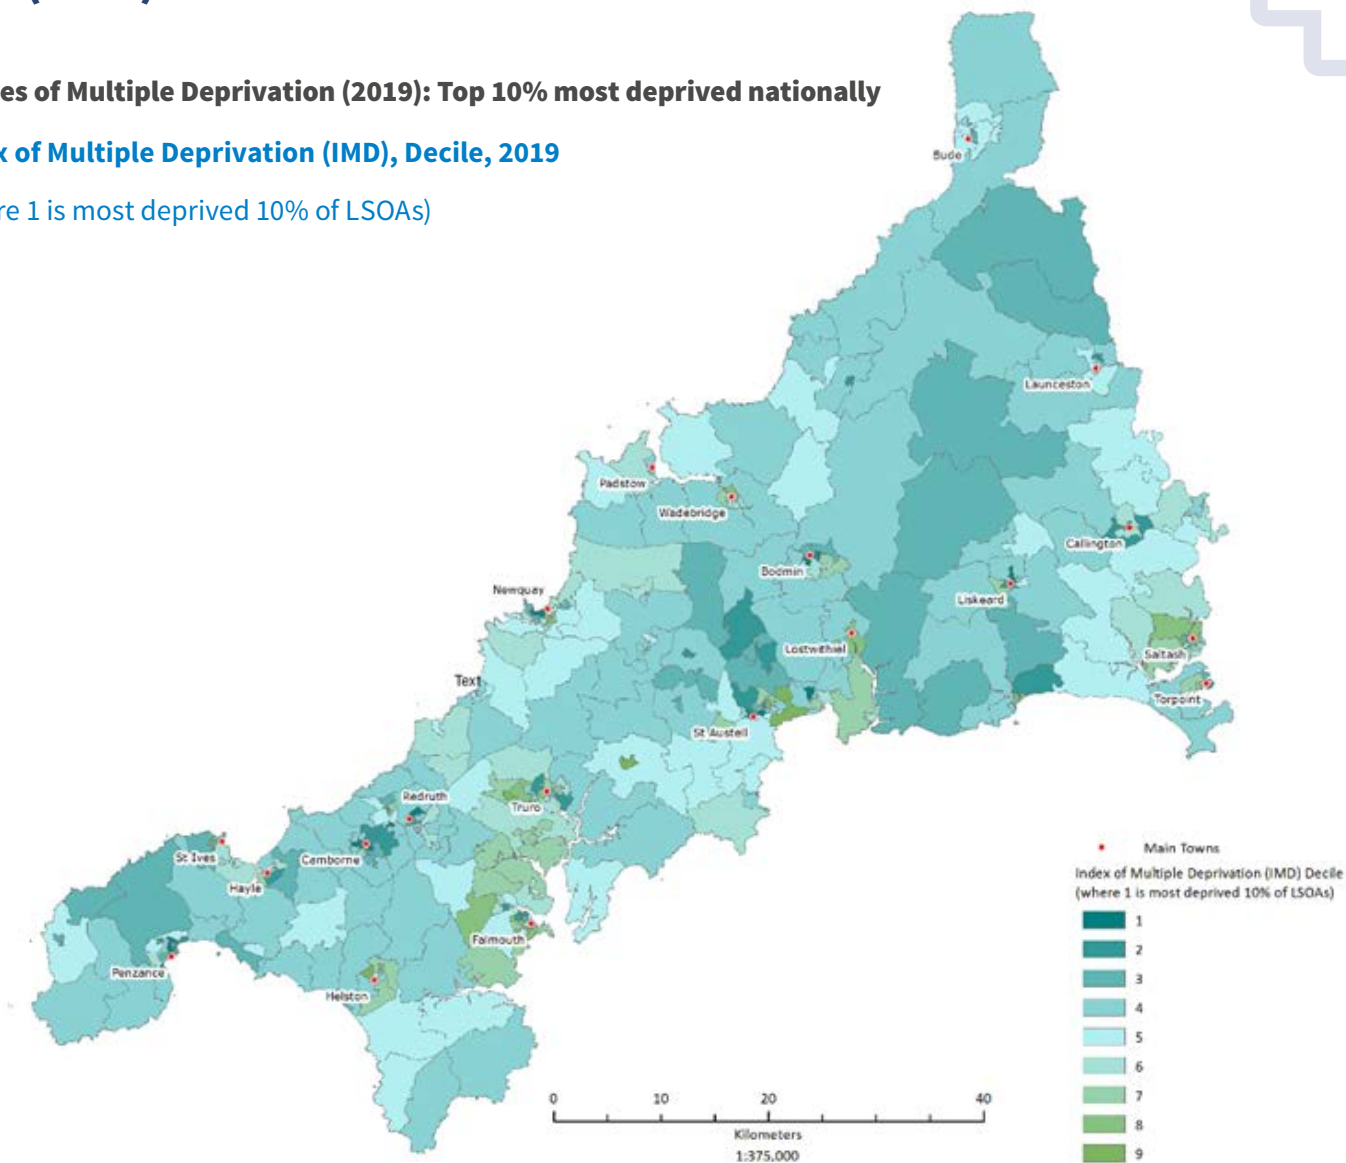 es of Multiple Deprivation (2019): Top 10% most deprived nationally
x of Multiple Deprivation (IMD), Decile, 2019
re 1 is most deprived 10% of LSOAs)
Bude
Launceston
Padstow
Wadebridge
Callington
Bodmin
Newquay
Liskeard
Lostwithiel
Saltash
Text
Torpoint
St Austell
Redruth
Truro
St Ives
Camborne
Hayle
Falmouth
Penzance
Helston
Main Towns
Index of Multiple Deprivation (IMD) Decile
(where 1 is most deprived 10% of LSOAs)
1
2
3
4
5
6
7
8
9
0 10 20 40
Kilometers
1:375,000